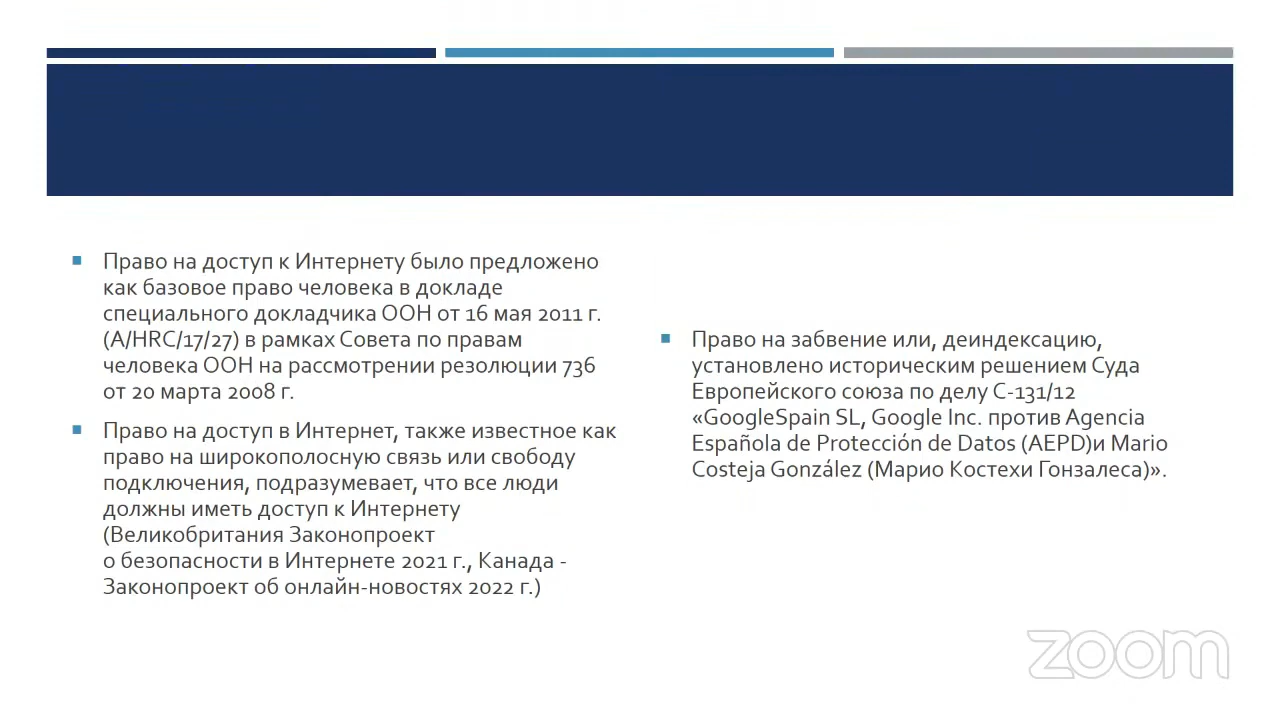 Право на доступ к Интернету было предложено
как базовое право человека в докладе
специального докладчика ООН от 16 мая 2011 г.
(A/HRC/17/27) в рамках Совета по правам
человека ООН на рассмотрении резолюции 736
от 20 марта 2008 г.
Право на доступ в Интернет, также известное как
право на широкополосную связь или свободу
подключения, подразумевает, что все люди
должны иметь доступ к Интернету
(Великобритания Законопроект
о безопасности в Интернете 2021 г., Канада -
Законопроект об онлайн-новостях 2022 г.)
Право на забвение или, деиндексацию,
установлено историческим решением Суда
Европейского союза по делу C-131/12
«GoogleSpain SL, Google Inc. против Agencia
Española de Protección de Datos (AEPD)и Mario
Costeja González (Марио Костехи Гонзалеса)».
zoom